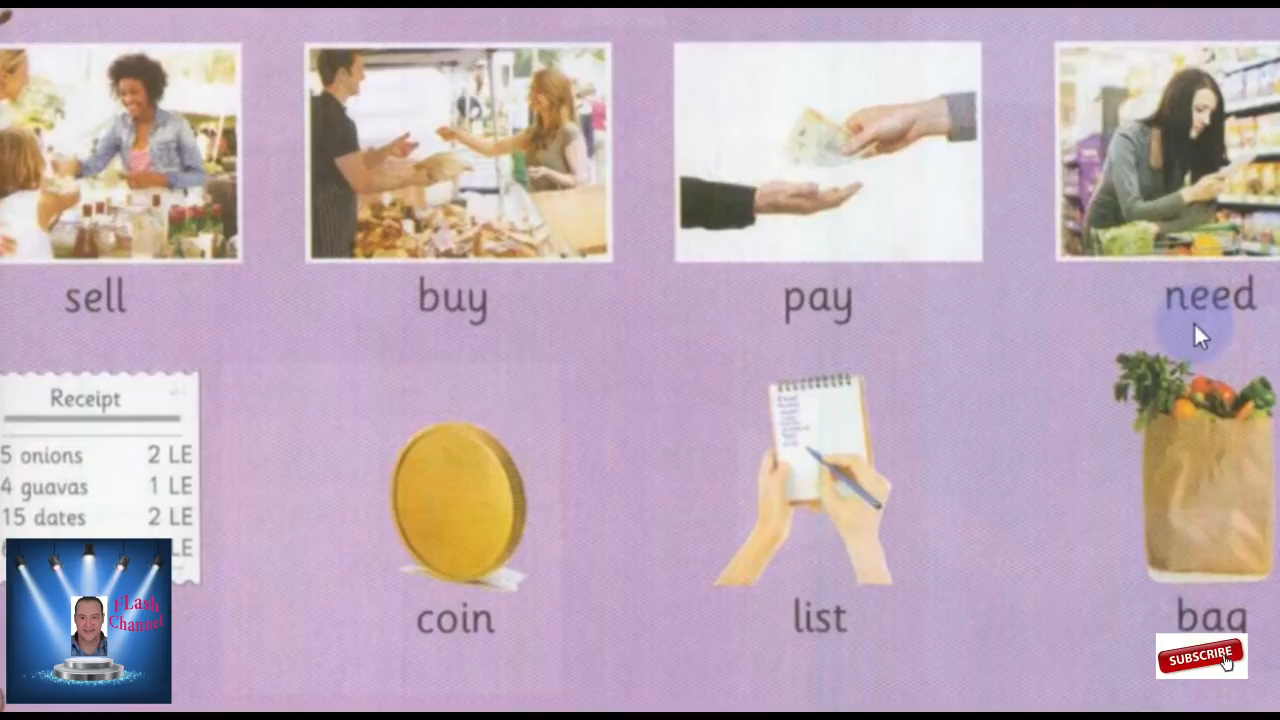 sell
buy
pay
need
Receipt
5 onions 2 LE
4 guavas 1 LE
15 dates 2 LE
LE
coin
list
bag
FLash
Channel
SUBSCRIBE